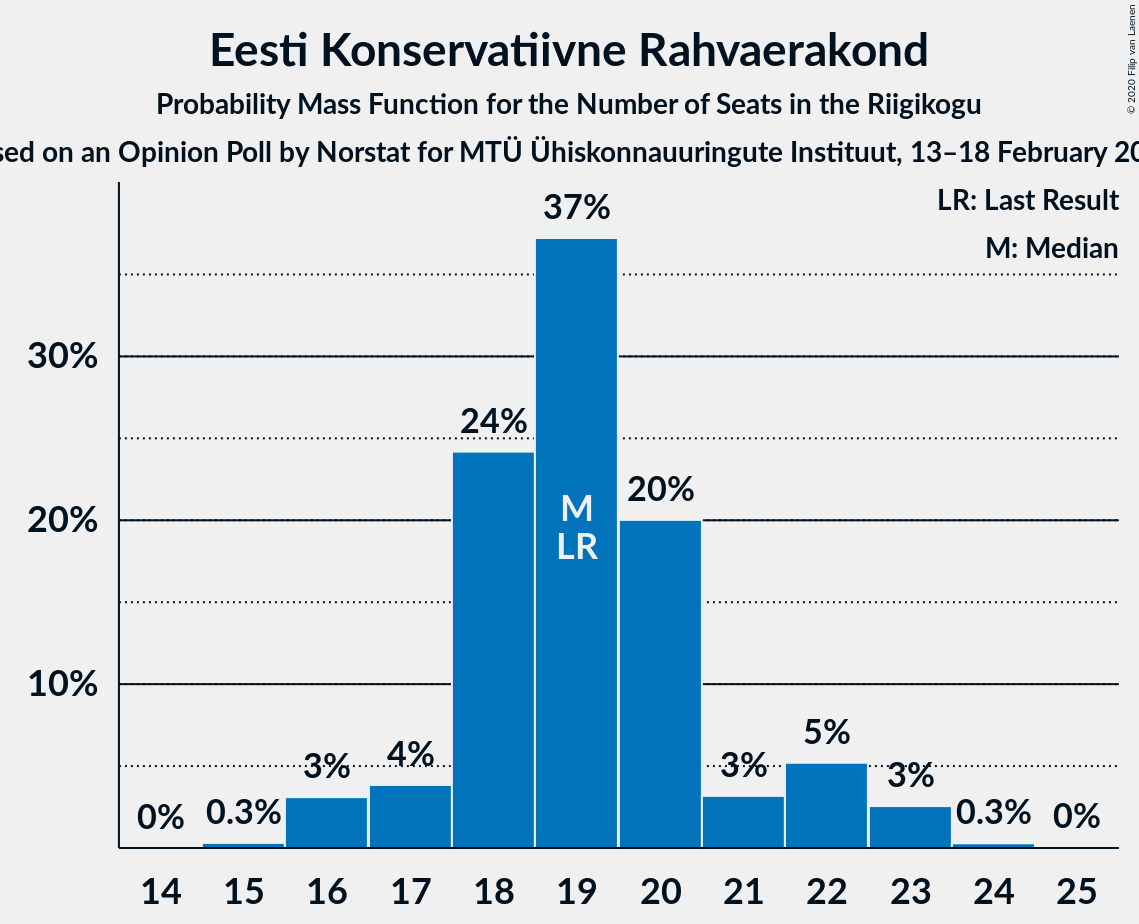 Eesti Konservatiivne Rahvaerakond
Probability Mass Function for the Number of Seats in the Riigikogu
on an Opinion Poll by Norstat for MTÜ Ühiskonnauuringute Instituut, 13–18 February
© 2020 Filip van Laenen
LR: Last Result
M: Median
37%
30%
24%
M
LR
20%
20%
10%
0%
0.3%
3%
4%
3%
5%
3%
0.3%
0%
14 15 16 17 18 19 20 21 22 23 24 25